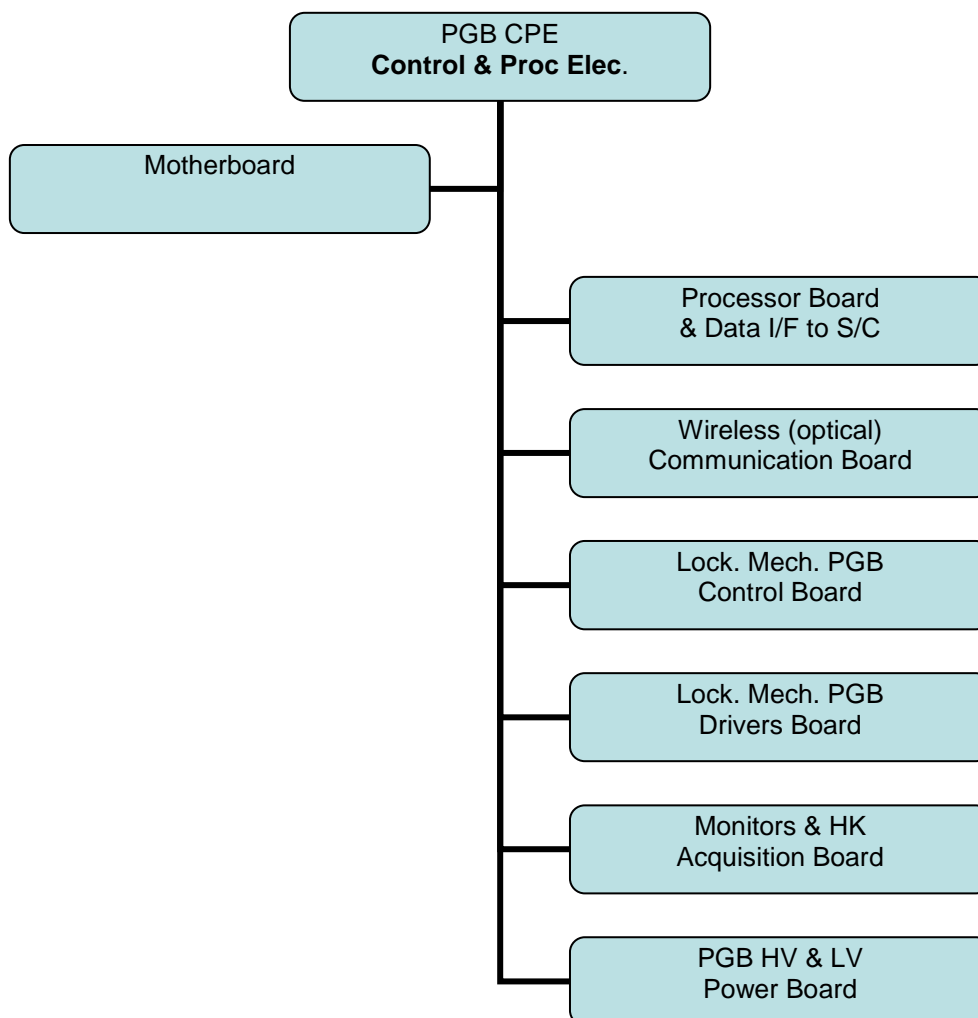 PGB CPE
Control & Proc Elec.
Motherboard
Processor Board
& Data I/F to S/C
Wireless (optical)
Communication Board
Lock. Mech. PGB
Control Board
Lock. Mech. PGB
Drivers Board
Monitors & HK
Acquisition Board
PGB HV & LV
Power Board